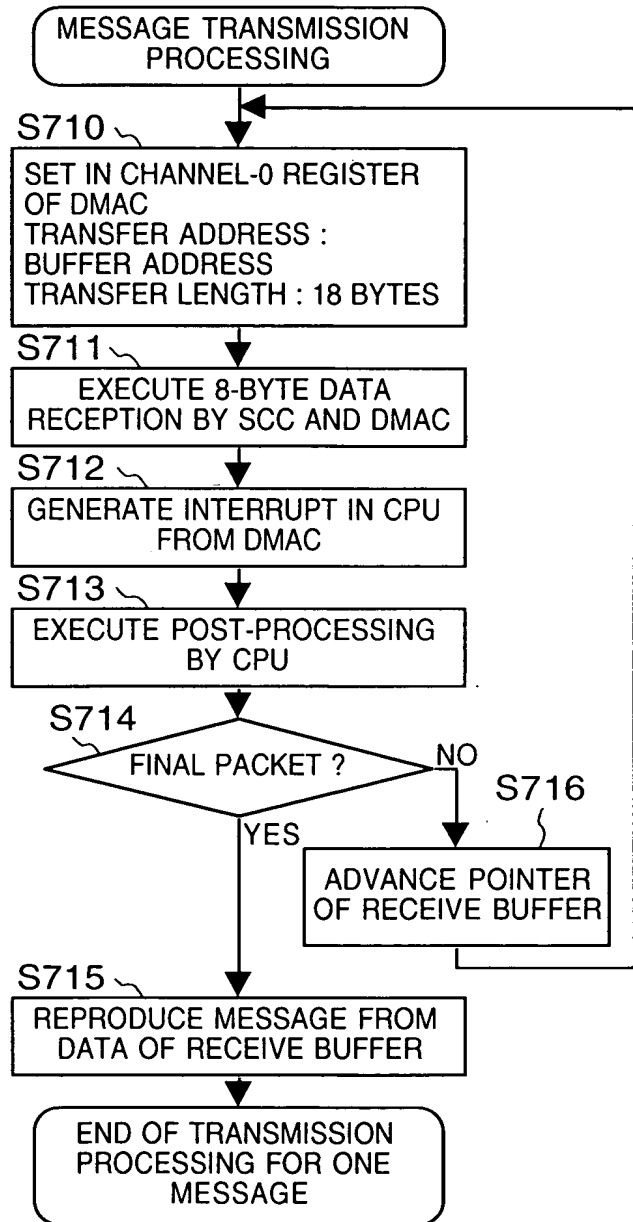 MESSAGE TRANSMISSION
PROCESSING
S710
SET IN CHANNEL-0 REGISTER
OF DMAC
TRANSFER ADDRESS :
BUFFER ADDRESS
TRANSFER LENGTH : 18 BYTES
S711
EXECUTE 8-BYTE DATA
RECEPTION BY SCC AND DMAC
S712
GENERATE INTERRUPT IN CPU
FROM DMAC
S713
EXECUTE POST-PROCESSING
BY CPU
S714
FINAL PACKET ?
NO
YES
S716
ADVANCE POINTER
OF RECEIVE BUFFER
S715
REPRODUCE MESSAGE FROM
DATA OF RECEIVE BUFFER
END OF TRANSMISSION
PROCESSING FOR ONE
MESSAGE